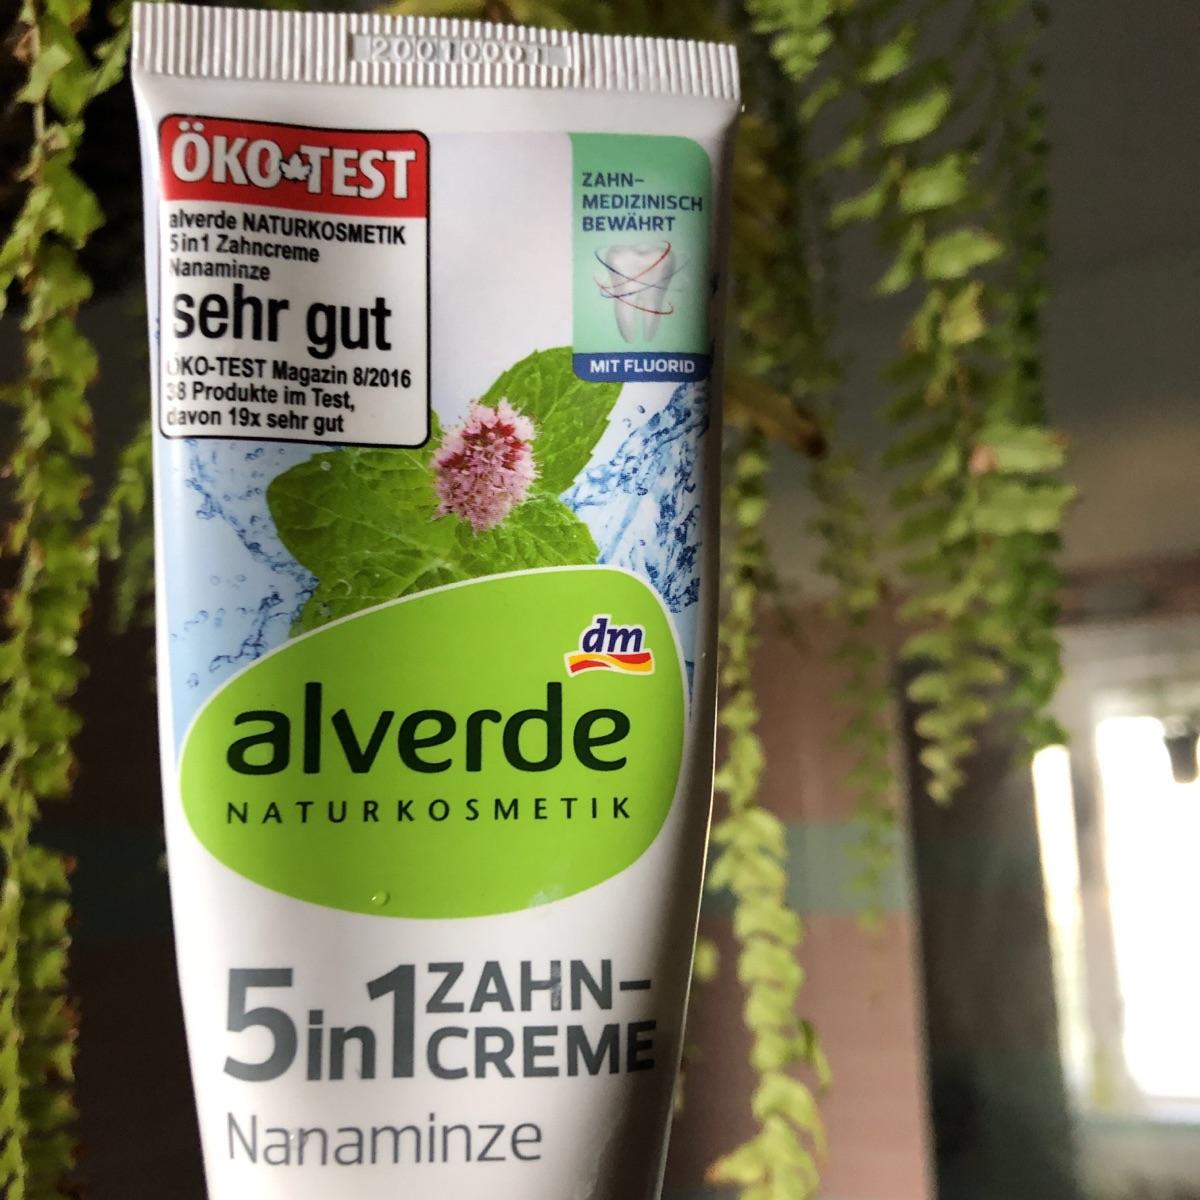 20010001
ÖKO TEST
alverde NATURKOSMETIK
5in1 Zahncreme
Nanaminze
sehr gut
ÖKO-TEST Magazin 8/2016
38 Produkte im Test,
davon 19x sehr gut
ZAHN-
MEDIZINISCH
BEWÄHRT
MIT FLUORID
dm
alverde
NATURKOSMETIK
5in1 ZAHN-
CREME
Nanaminze